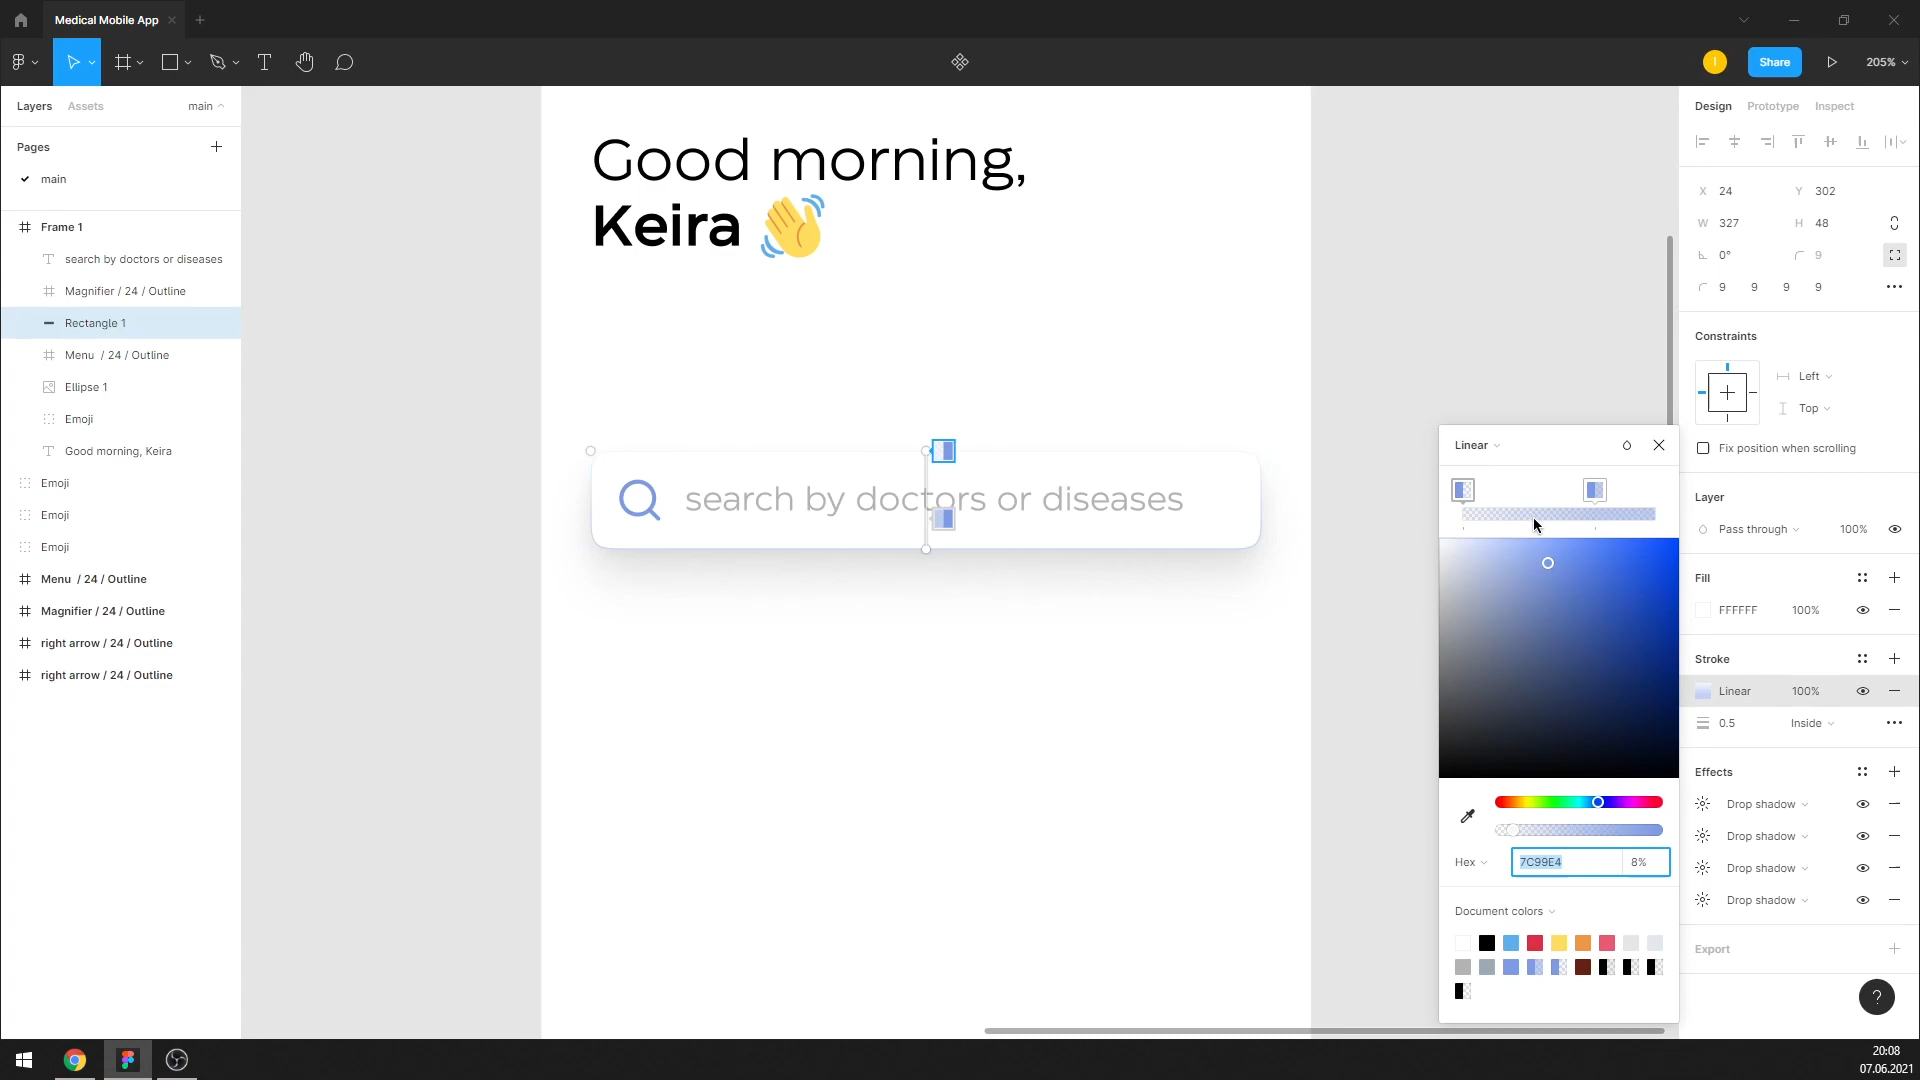 Medical Mobile App
I
Share
205%
Layers
Assets
main
Pages
main
Frame 1
search by doctors or diseases
Magnifier / 24 / Outline
Rectangle 1
Menu / 24 / Outline
Ellipse 1
Emoji
Good morning, Keira
Emoji
Emoji
Emoji
Menu / 24 / Outline
Magnifier / 24 / Outline
right arrow / 24 / Outline
right arrow / 24 / Outline
Good morning,
Keira 👋
search by doctors or diseases
Linear
Hex
7C99E4
8%
Document colors
Design
Prototype
Inspect
X 24
Y 302
W 327
H 48
0°
9
9 9 9 9
Constraints
Left
Top
Fix position when scrolling
Layer
Pass through
100%
Fill
FFFFFF
100%
Stroke
Linear
100%
0.5
Inside
Effects
Drop shadow
Drop shadow
Drop shadow
Drop shadow
Export
?
20:08
07.06.2021